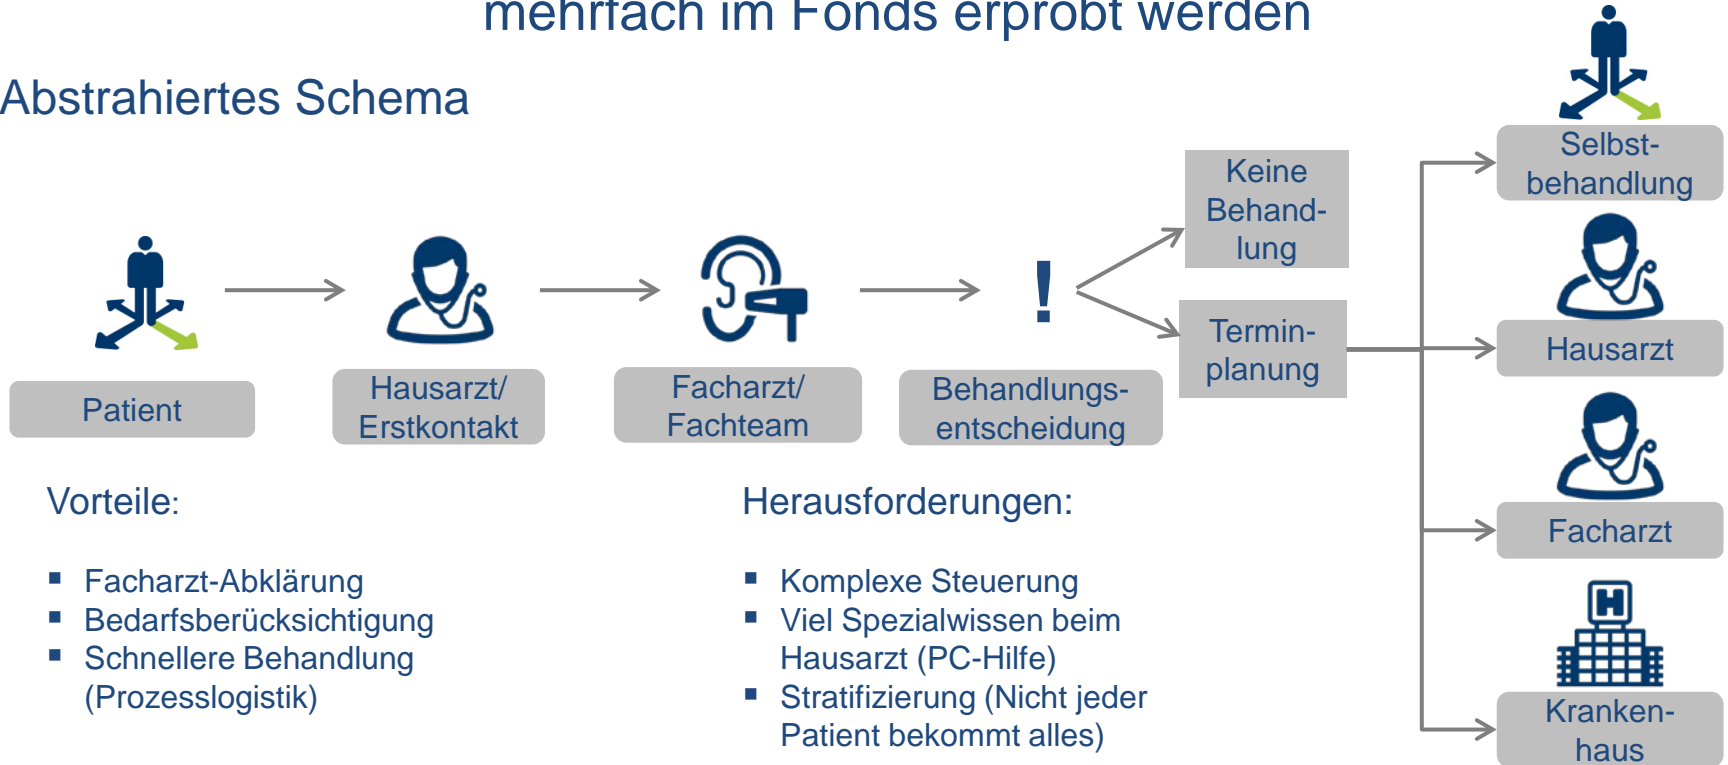 mehrfach im Fonds erprobt werden
Abstrahiertes Schema
Patient
Hausarzt/
Erstkontakt
Facharzt/
Fachteam
!
Behandlungs-
entscheidung
Keine
Behand-
lung
Termin-
planung
Selbst-
behandlung
Hausarzt
Facharzt
H
Kranken-
haus
Vorteile:
▪ Facharzt-Abklärung
▪ Bedarfsberücksichtigung
▪ Schnellere Behandlung
(Prozesslogistik)
Herausforderungen:
▪ Komplexe Steuerung
▪ Viel Spezialwissen beim
Hausarzt (PC-Hilfe)
▪ Stratifizierung (Nicht jeder
Patient bekommt alles)